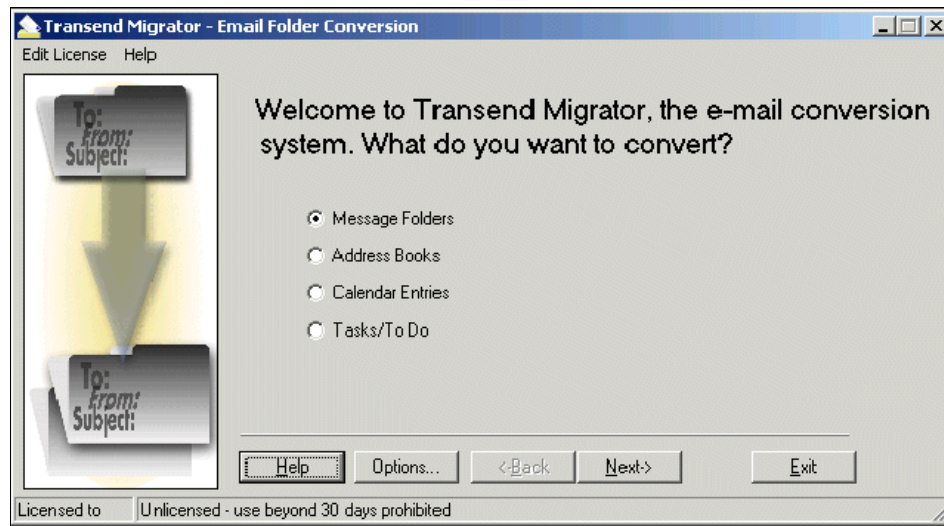 Transend Migrator - Email Folder Conversion
Edit License Help
To:
From:
Subject:
To:
From:
Subject:
Welcome to Transend Migrator, the e-mail conversion
system. What do you want to convert?
Message Folders
Address Books
Calendar Entries
Tasks/To Do
Help Options... <-Back Next-> Exit
Licensed to Unlicensed - use beyond 30 days prohibited